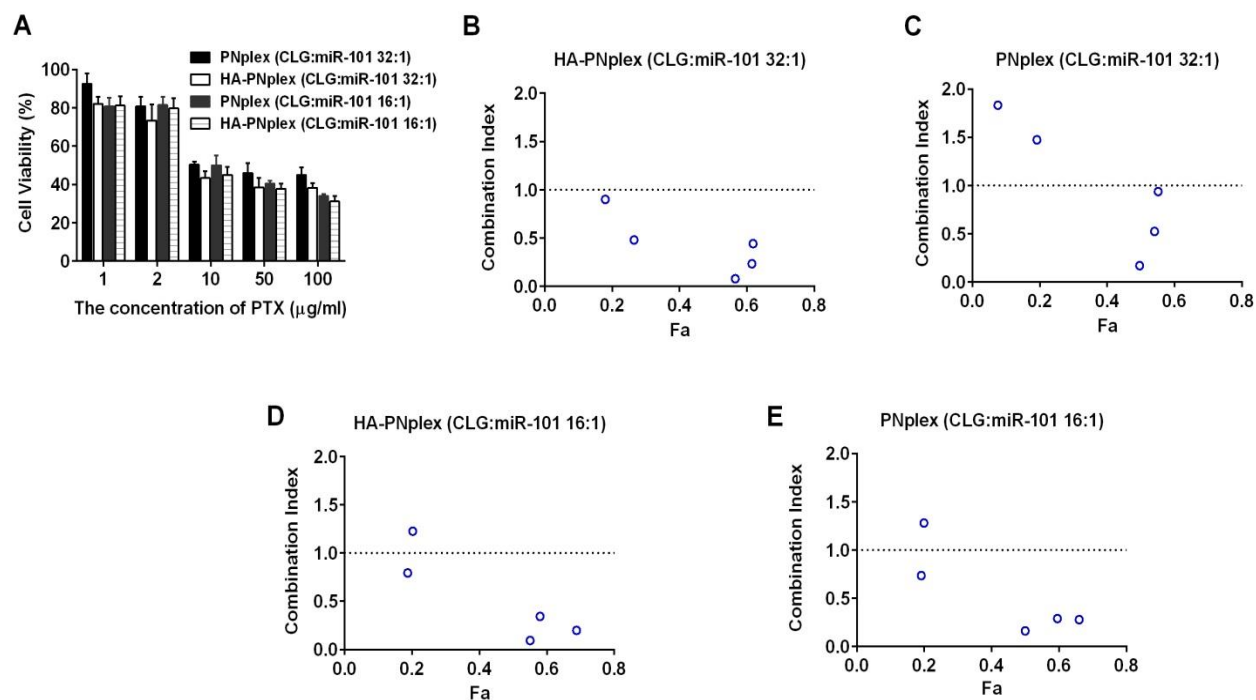 A
PNplex (CLG:miR-101 32:1)
HA-PNplex (CLG:miR-101 32:1)
PNplex (CLG:miR-101 16:1)
HA-PNplex (CLG:miR-101 16:1)
Cell Viability (%)
100
80
60
40
20
0
1 2 10 50 100
The concentration of PTX (μg/ml)
B
HA-PNplex (CLG:miR-101 32:1)
Combination Index
2.0
1.5
1.0
0.5
0.0
0.0 0.2 0.4 0.6 0.8
Fa
C
PNplex (CLG:miR-101 32:1)
Combination Index
2.0
1.5
1.0
0.5
0.0
0.0 0.2 0.4 0.6 0.8
Fa
D
HA-PNplex (CLG:miR-101 16:1)
Combination Index
2.0
1.5
1.0
0.5
0.0
0.0 0.2 0.4 0.6 0.8
Fa
E
PNplex (CLG:miR-101 16:1)
Combination Index
2.0
1.5
1.0
0.5
0.0
0.0 0.2 0.4 0.6 0.8
Fa